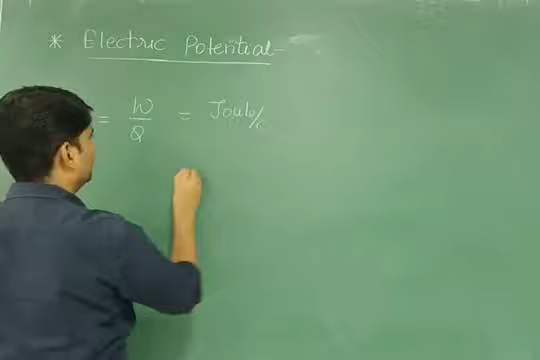 * Electric Potential-
= W/Q = Joule/c